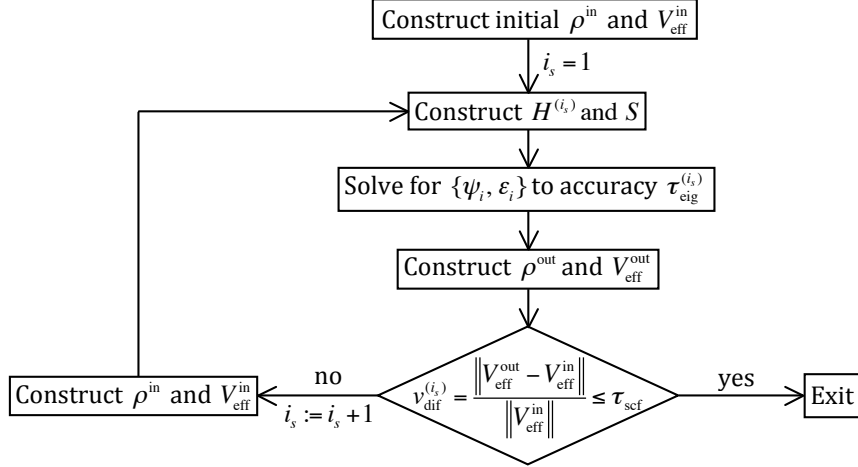 Construct initial ρ^in and V_eff^in
i_s = 1
Construct H^(i_s) and S
Solve for {ψ_i, ε_i} to accuracy τ_eig^(i_s)
Construct ρ^out and V_eff^out
v_dif^(i_s) = ‖V_eff^out − V_eff^in‖ / ‖V_eff^in‖ ≤ τ_scf
no
i_s := i_s + 1
Construct ρ^in and V_eff^in
yes
Exit